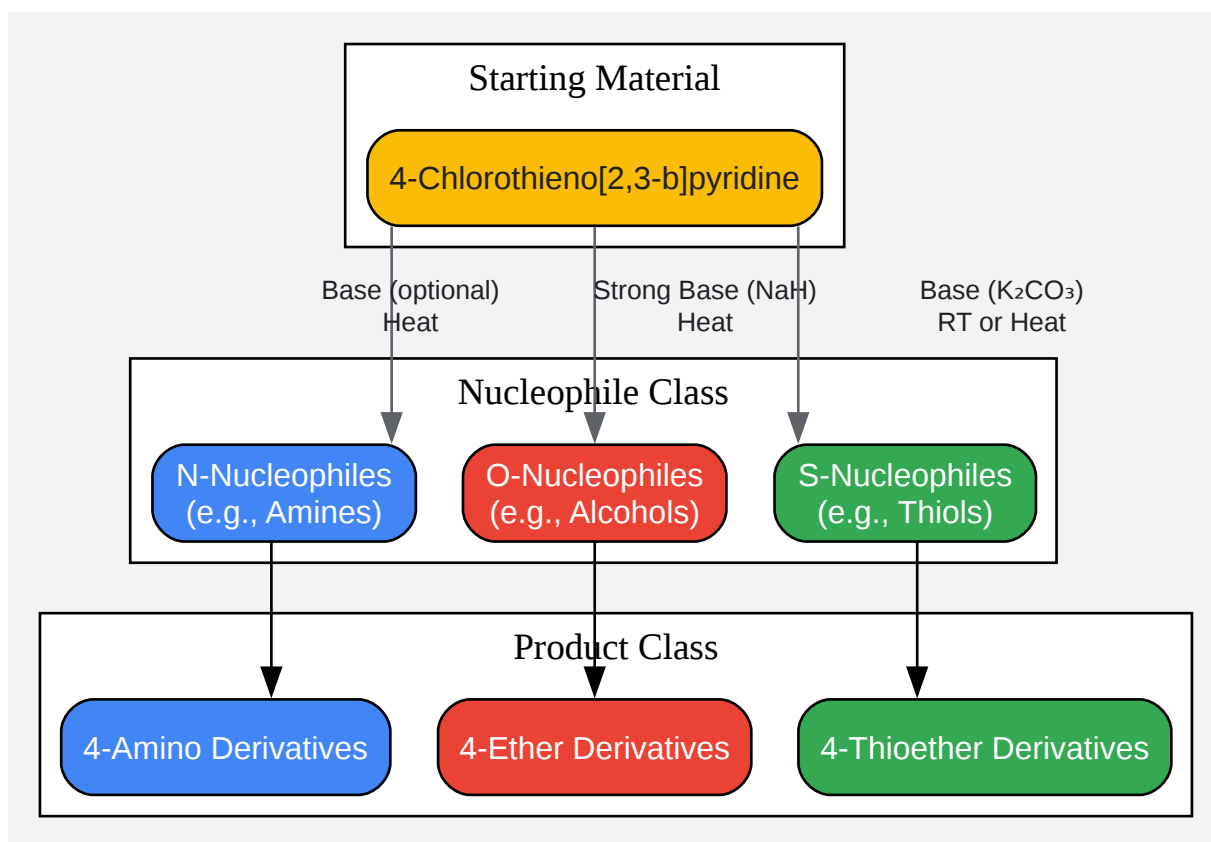 Starting Material
4-Chlorothieno[2,3-b]pyridine
Base (optional)
Heat
Strong Base (NaH)
Heat
Base (K₂CO₃)
RT or Heat
Nucleophile Class
N-Nucleophiles
(e.g., Amines)
O-Nucleophiles
(e.g., Alcohols)
S-Nucleophiles
(e.g., Thiols)
Product Class
4-Amino Derivatives
4-Ether Derivatives
4-Thioether Derivatives